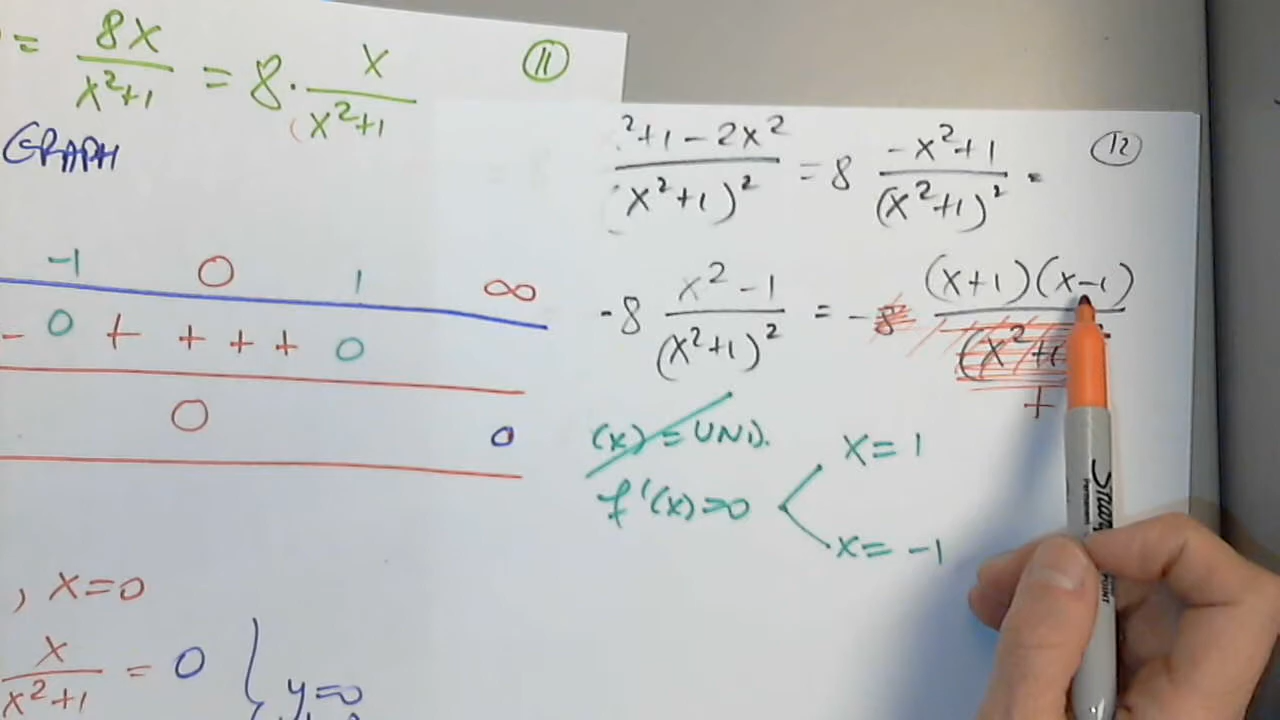 = 8x / x²+1 = 8 · x / x²+1
11
GRAPH
-1 0 1 ∞
- 0 + + + + 0
0 0
, x=0
x / x²+1 = 0
y=0
12
²+1-2x² / (x²+1)² = 8 -x²+1 / (x²+1)² =
-8 x²-1 / (x²+1)² = -8 (x+1)(x-1) / (x²+1)²
+
(x) = UND.
f'(x)=0
x=1
x=-1